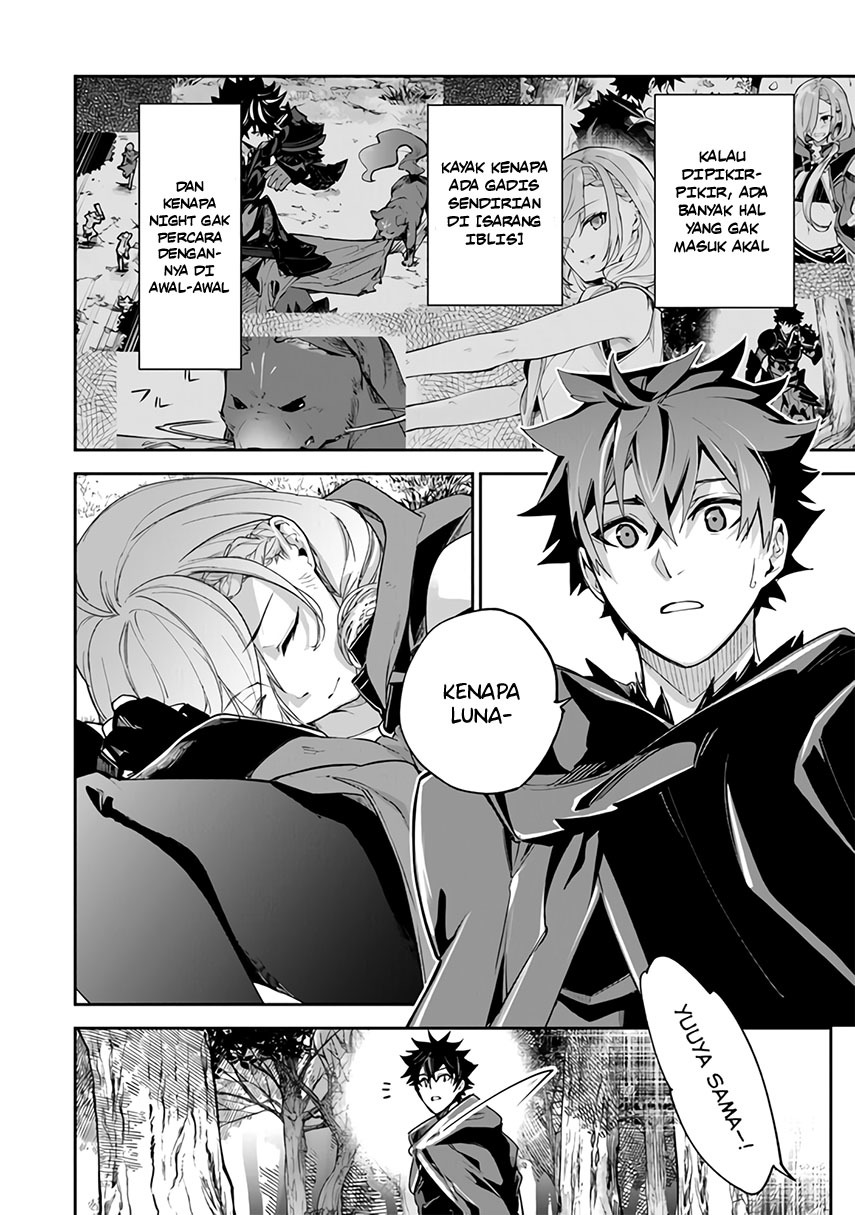 KALAU
DIPIKIR-
PIKIR, ADA
BANYAK HAL
YANG GAK
MASUK AKAL
KAYAK KENAPA
ADA GADIS
SENDIRIAN
DI [SARANG
IBLIS]
DAN
KENAPA
NIGHT GAK
PERCARA
DENGAN-
NYA DI
AWAL-AWAL
KENAPA
LUNA-
YUUYA SAMA-!